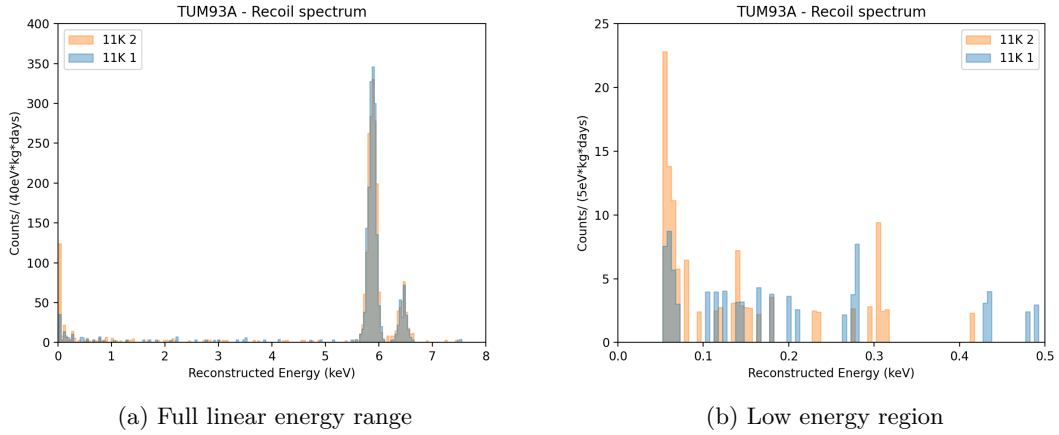 TUM93A - Recoil spectrum
400
350
300
250
200
150
100
50
0
Counts/ (40eV*kg*days)
11K 2
11K 1
0 1 2 3 4 5 6 7 8
Reconstructed Energy (keV)
(a) Full linear energy range
TUM93A - Recoil spectrum
25
20
15
10
5
0
Counts/ (5eV*kg*days)
11K 2
11K 1
0.0 0.1 0.2 0.3 0.4 0.5
Reconstructed Energy (keV)
(b) Low energy region